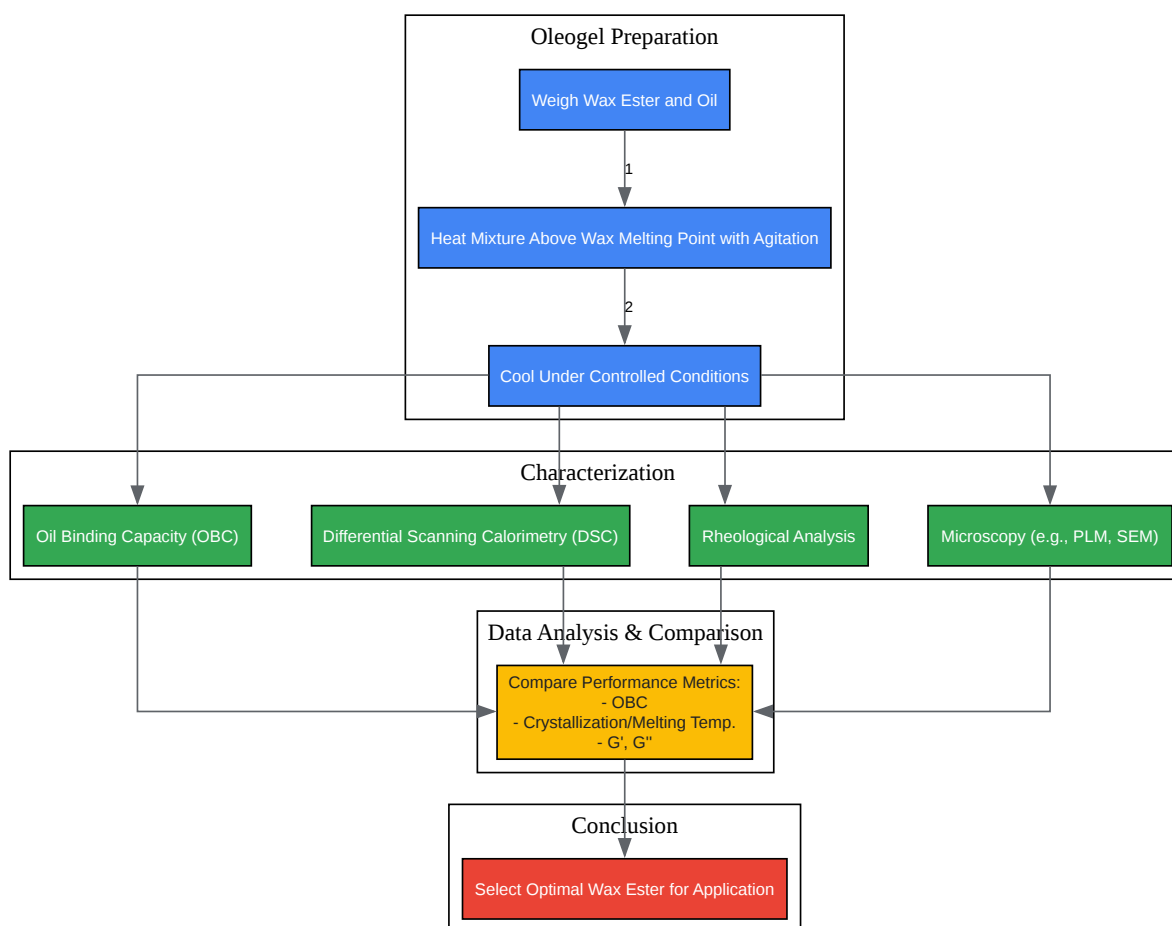 Oleogel Preparation
Weigh Wax Ester and Oil
1
Heat Mixture Above Wax Melting Point with Agitation
2
Cool Under Controlled Conditions
Characterization
Oil Binding Capacity (OBC)
Differential Scanning Calorimetry (DSC)
Rheological Analysis
Microscopy (e.g., PLM, SEM)
Data Analysis & Comparison
Compare Performance Metrics:
- OBC
- Crystallization/Melting Temp.
- G', G''
Conclusion
Select Optimal Wax Ester for Application